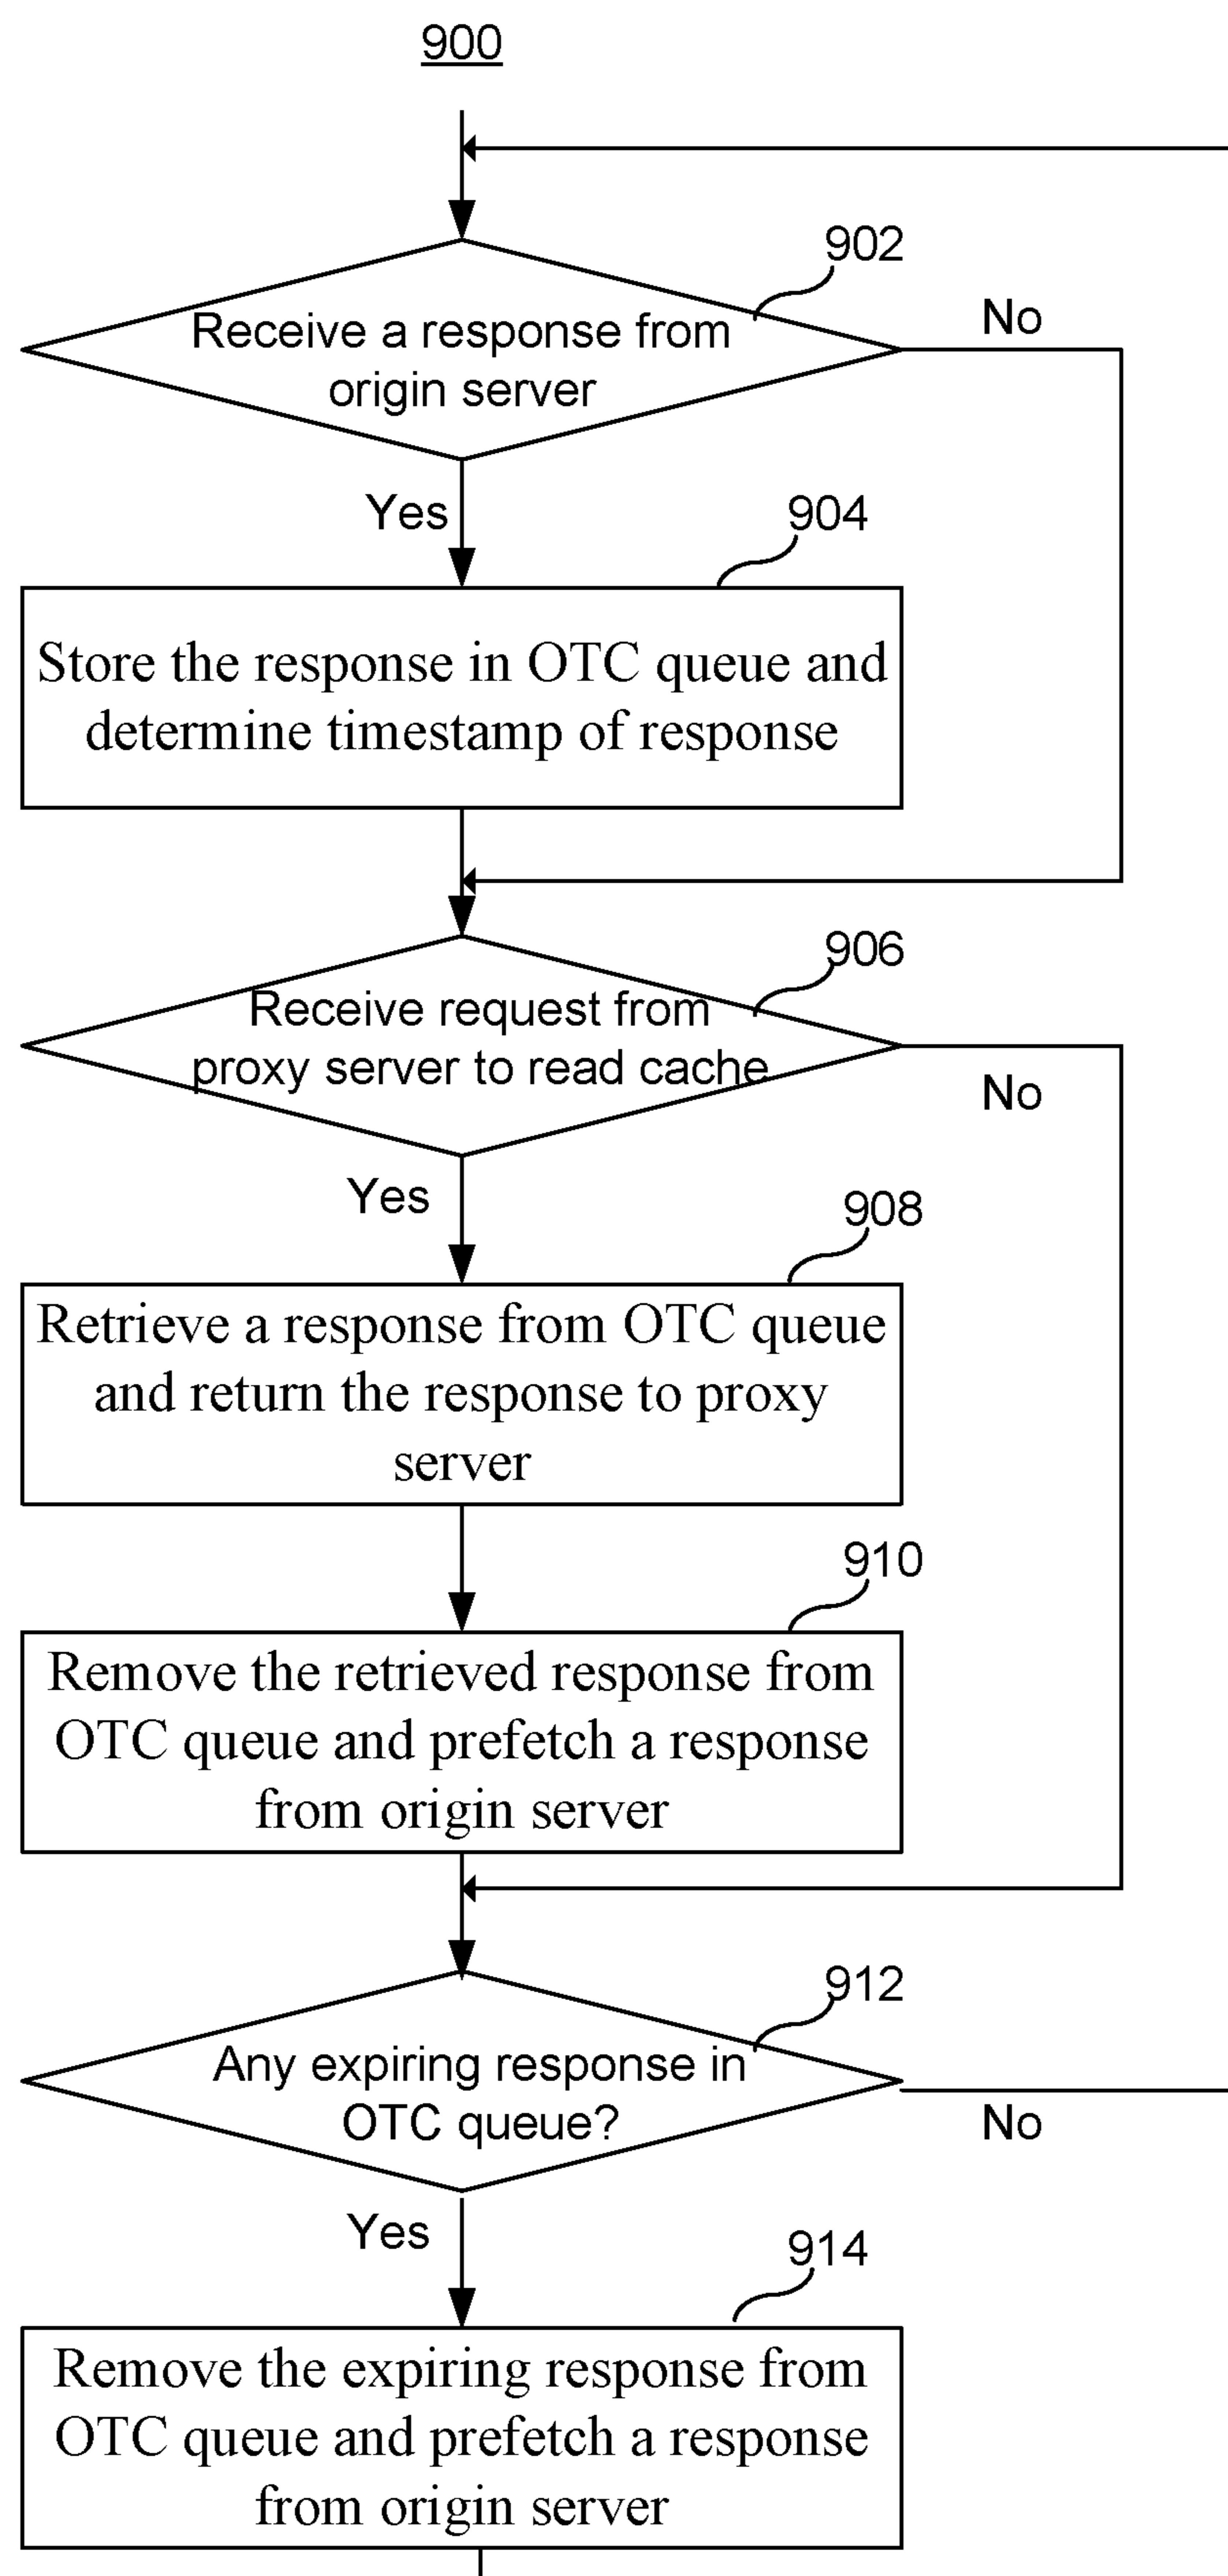 900
902
Receive a response from
origin server
No
Yes
904
Store the response in OTC queue and
determine timestamp of response
906
Receive request from
proxy server to read cache
No
Yes
908
Retrieve a response from OTC queue
and return the response to proxy
server
910
Remove the retrieved response from
OTC queue and prefetch a response
from origin server
912
Any expiring response in
OTC queue?
No
Yes
914
Remove the expiring response from
OTC queue and prefetch a response
from origin server